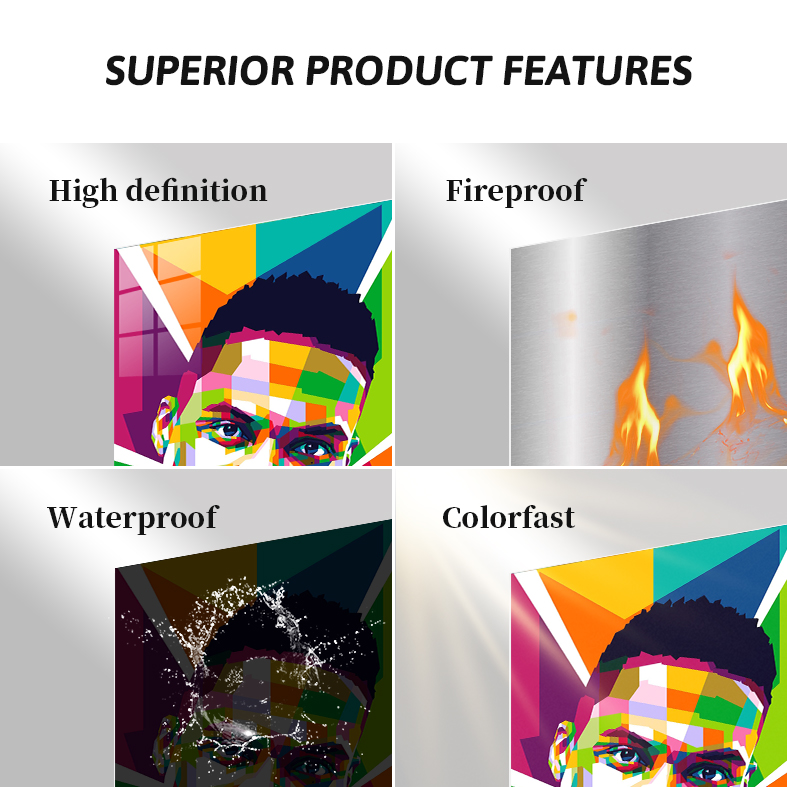 SUPERIOR PRODUCT FEATURES
High definition
Fireproof
Waterproof
Colorfast